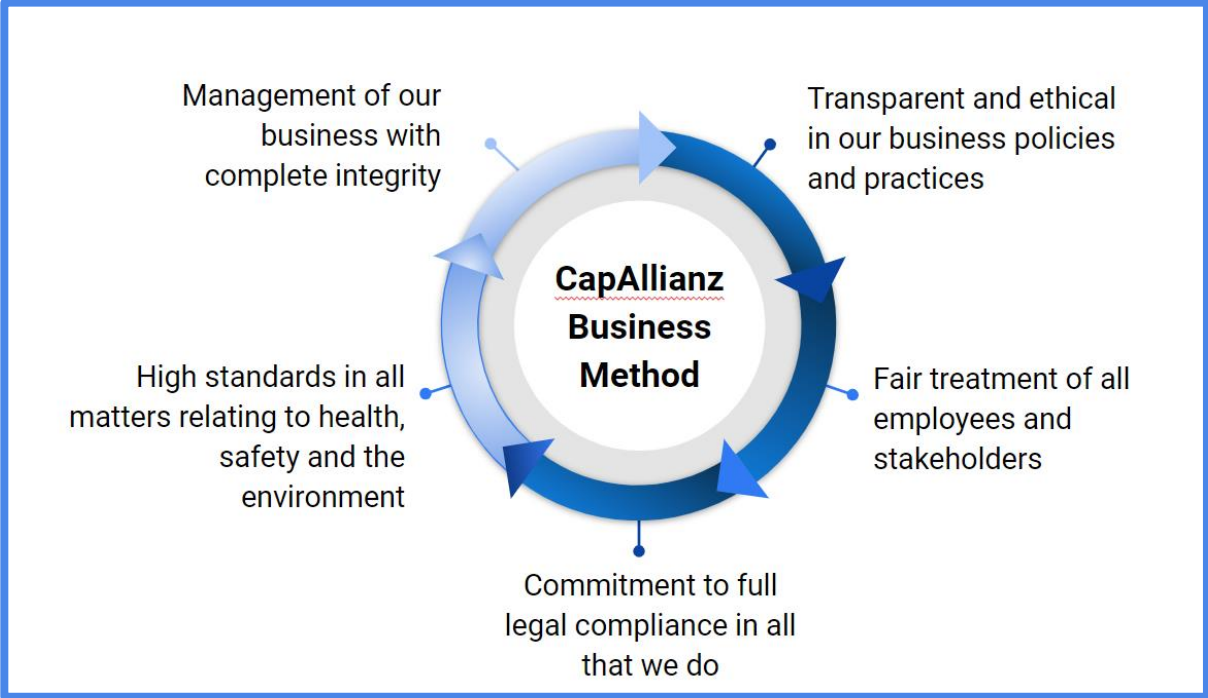 Management of our
business with
complete integrity
Transparent and ethical
in our business policies
and practices
CapAllianz
Business
Method
High standards in all
matters relating to health,
safety and the
environment
Fair treatment of all
employees and
stakeholders
Commitment to full
legal compliance in all
that we do